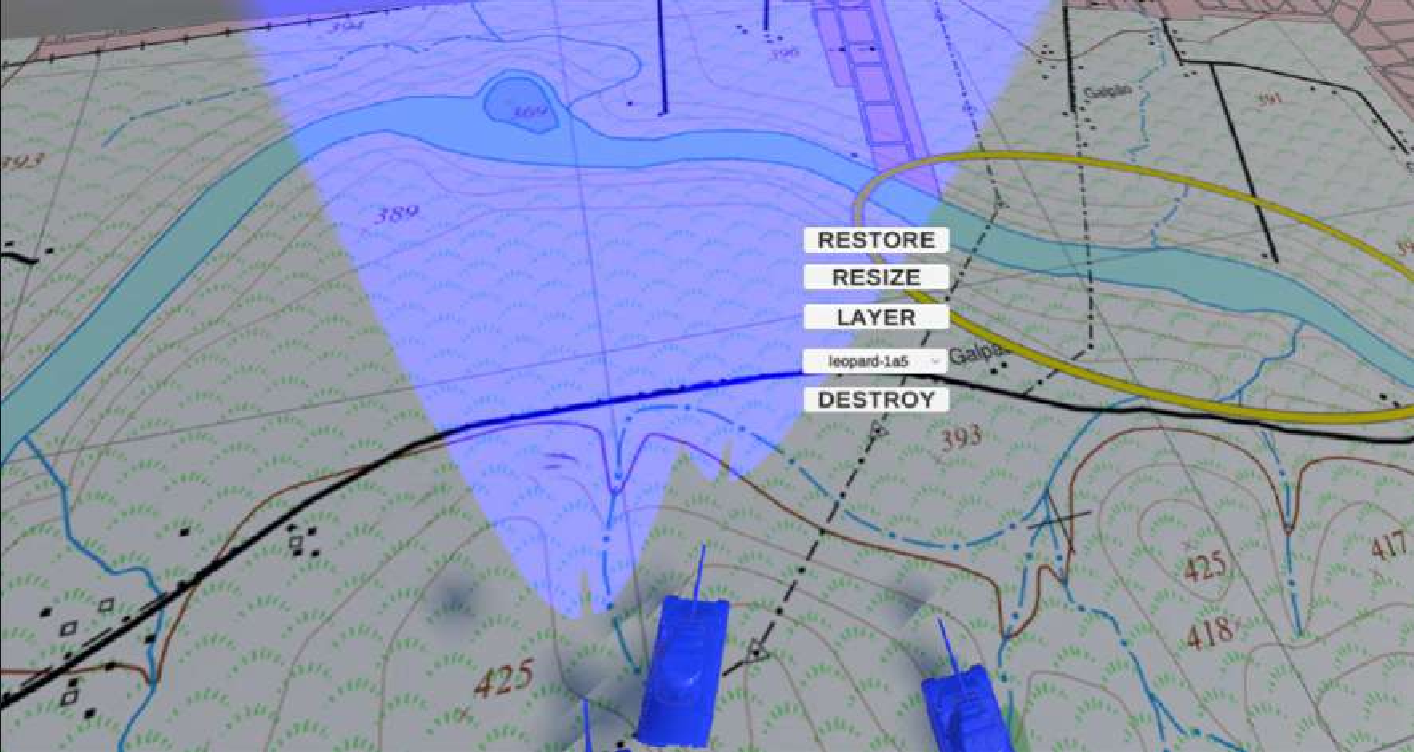 394
396
369
Galpão
391
393
389
RESTORE
RESIZE
LAYER
leopard-1a5
Galpã
DESTROY
393
425
417
418
425